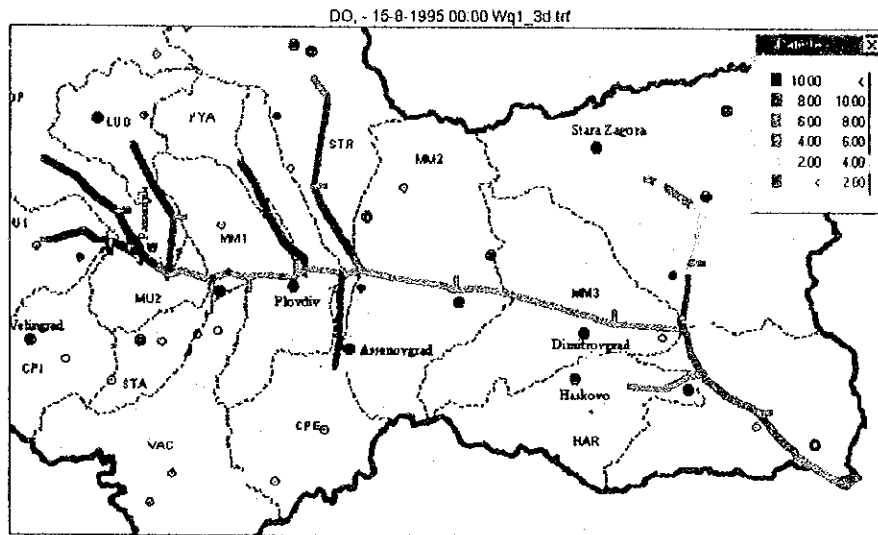 DO, - 15-8-1995 00:00 Wq1_3d.trf
X
10.00 <
8.00 10.00
6.00 8.00
4.00 6.00
2.00 4.00
< 2.00
LUD
PYA
STR
MM2
Stara Zagora
MM1
MU2
Plovdiv
MM3
Velingrad
CPI
STA
Assenovgrad
Dimitrovgrad
Haskovo
HAR
VAC
CPE